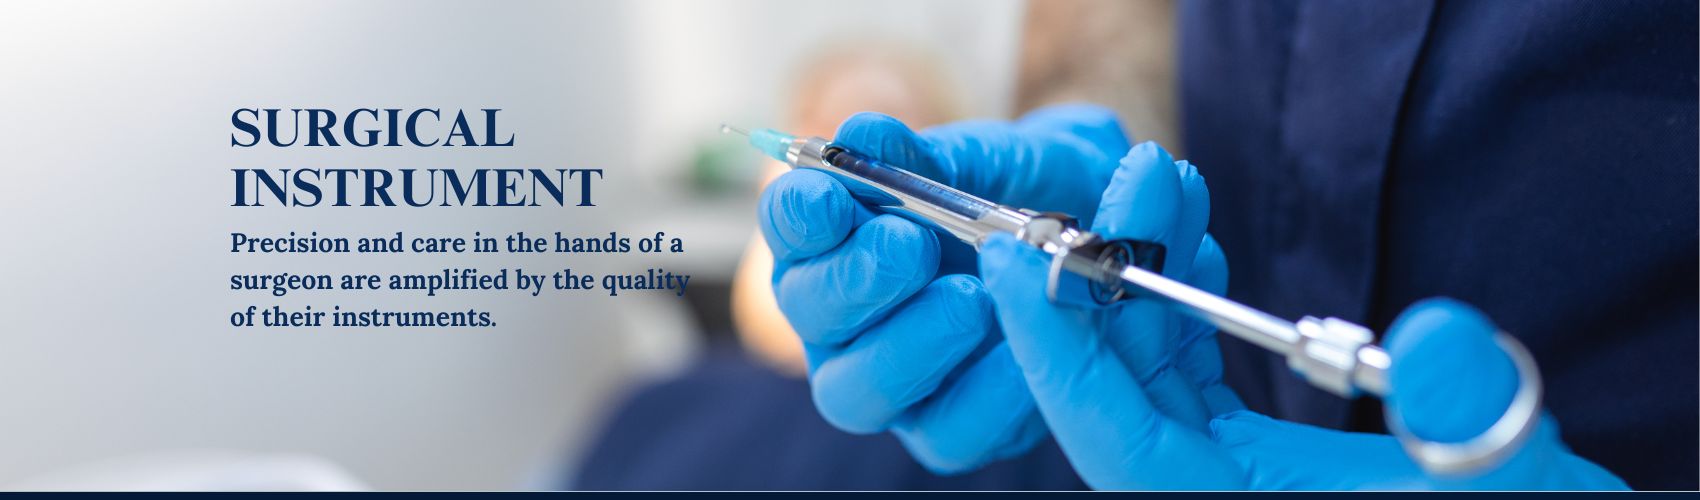 SURGICAL
INSTRUMENT
Precision and care in the hands of a
surgeon are amplified by the quality
of their instruments.